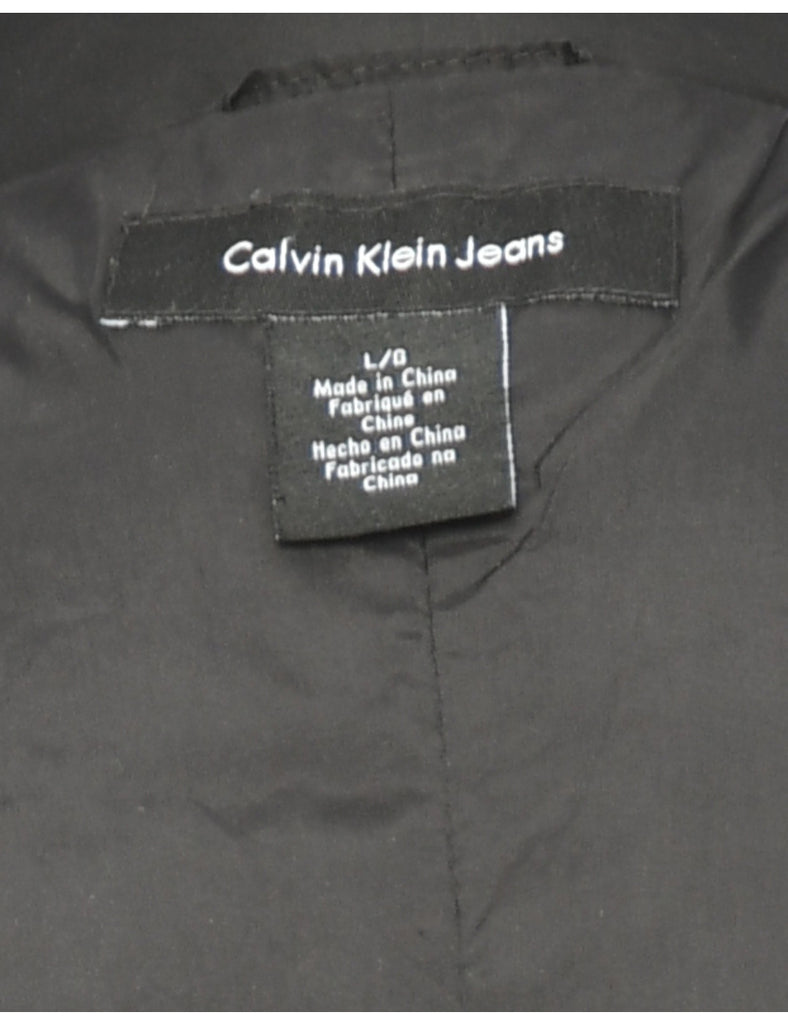 Calvin Klein Jeans
L/G
Made in China
Fabriqué en
Chine
Hecho en China
Fabricado na
China